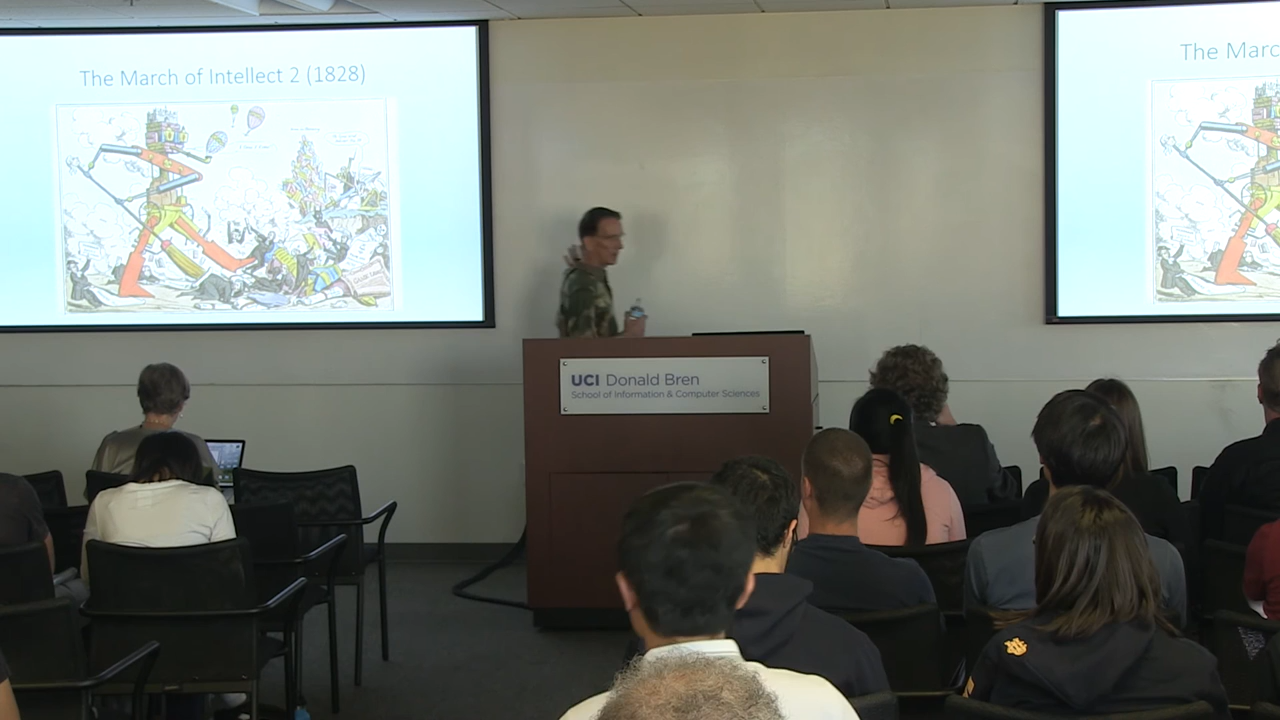 The March of Intellect 2 (1828)
The Marc
UCI Donald Bren
School of Information & Computer Sciences